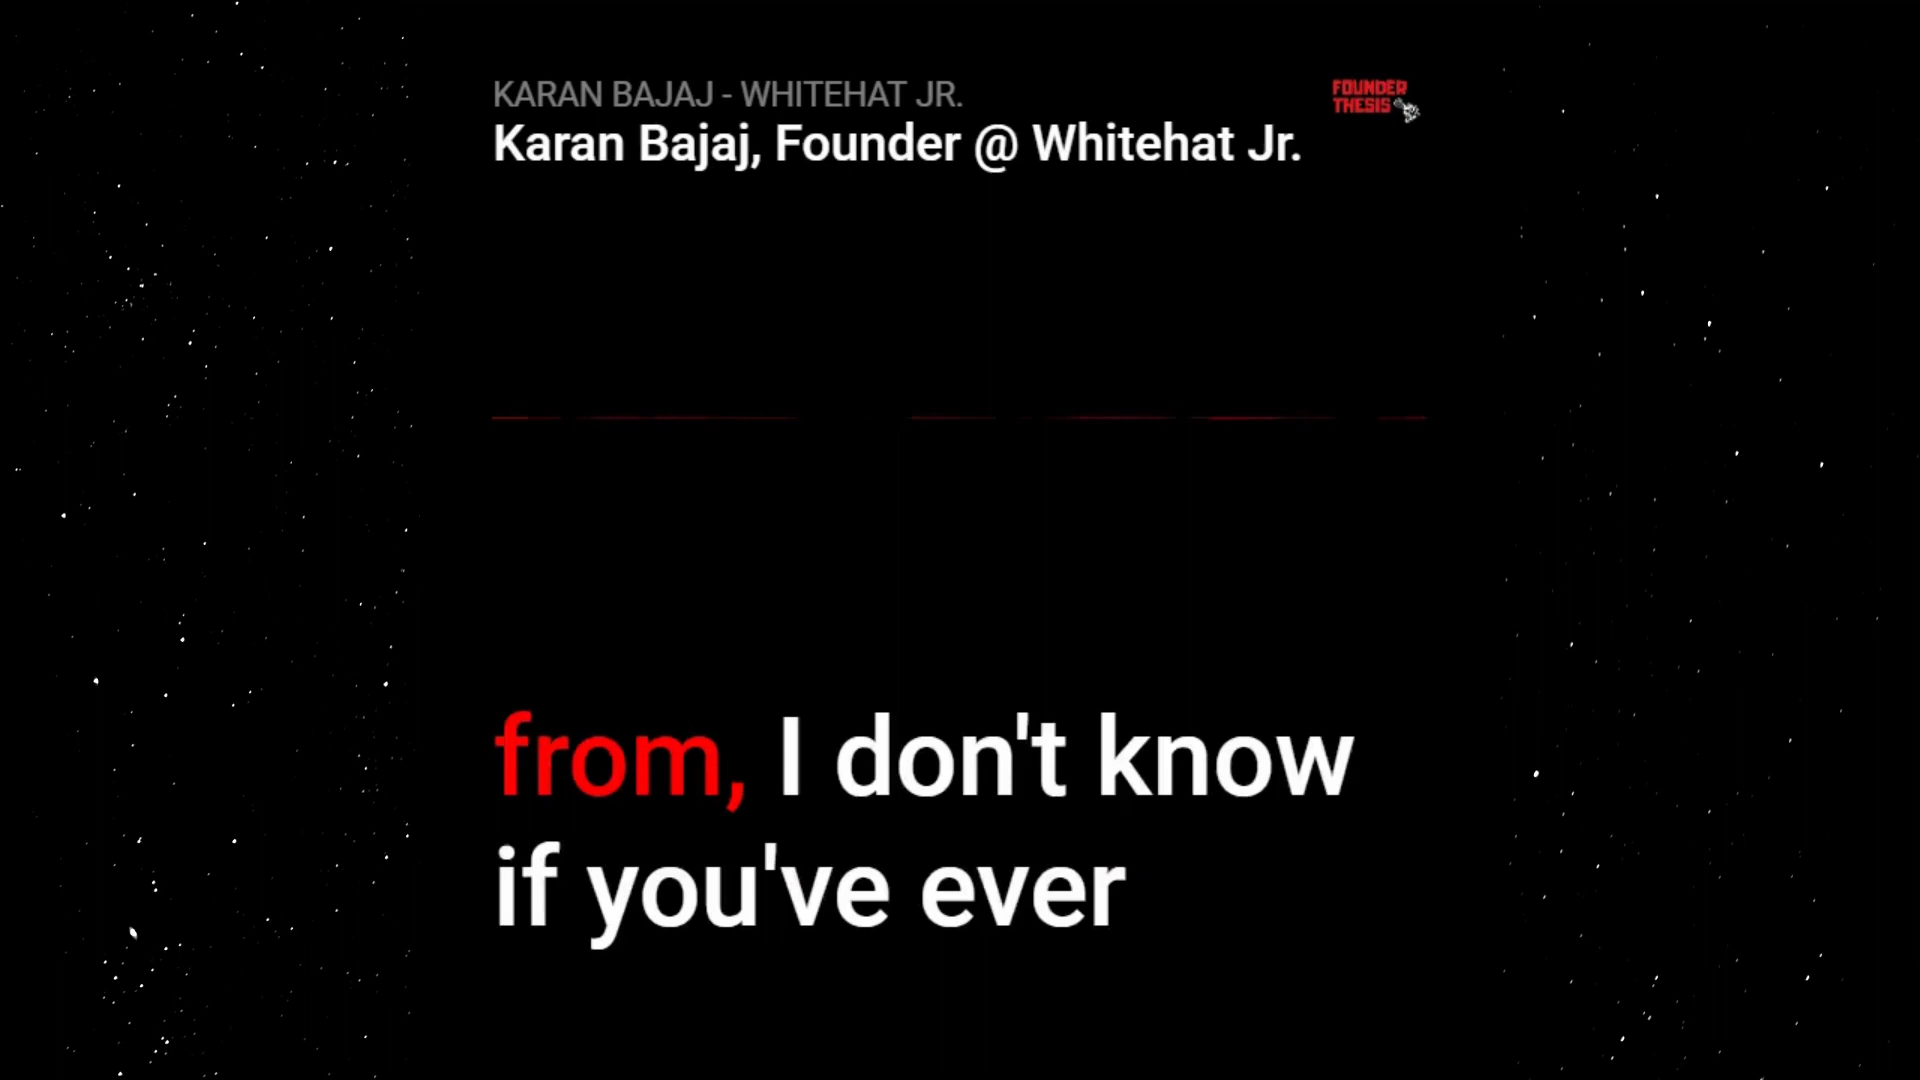 KARAN BAJAJ - WHITEHAT JR.
Karan Bajaj, Founder @ Whitehat Jr.
FOUNDER
THESIS
from, I don't know
if you've ever